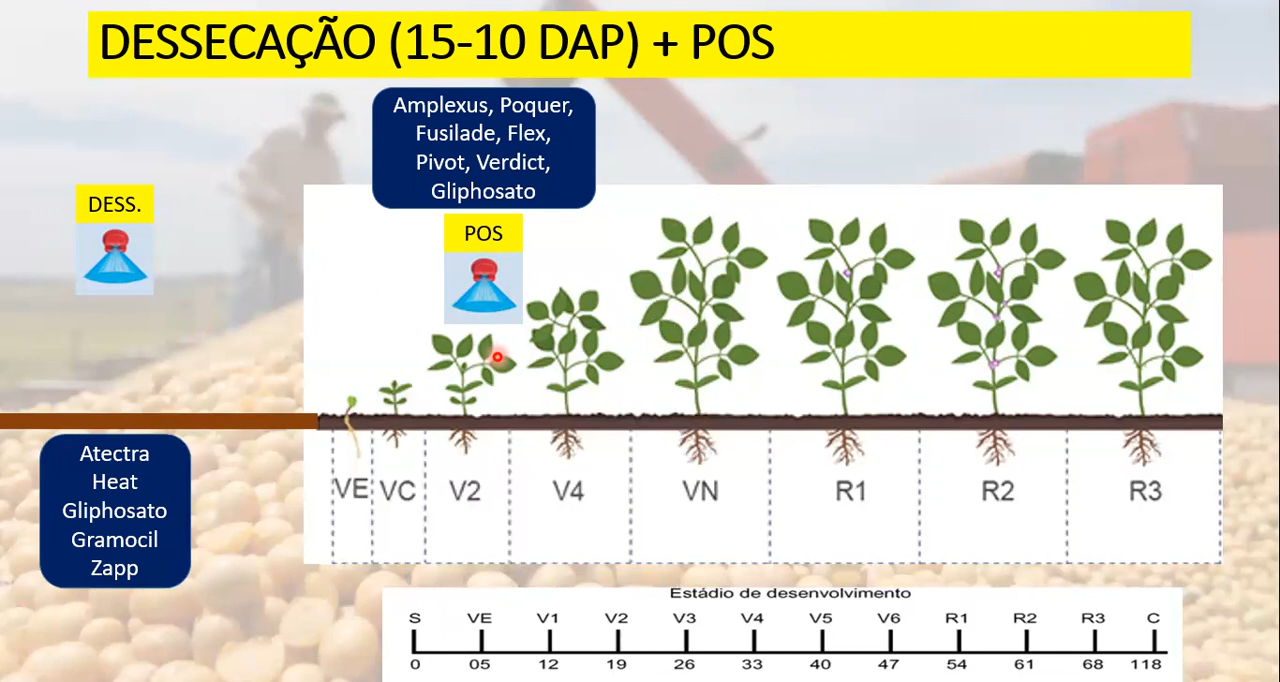 DESSECAÇÃO (15-10 DAP) + POS
Amplexus, Poquer,
Fusilade, Flex,
Pivot, Verdict,
Gliphosato
DESS.
POS
Atectra
Heat
Gliphosato
Gramocil
Zapp
VE VC V2 V4 VN R1 R2 R3
Estádio de desenvolvimento
S VE V1 V2 V3 V4 V5 V6 R1 R2 R3 C
0 05 12 19 26 33 40 47 54 61 68 118